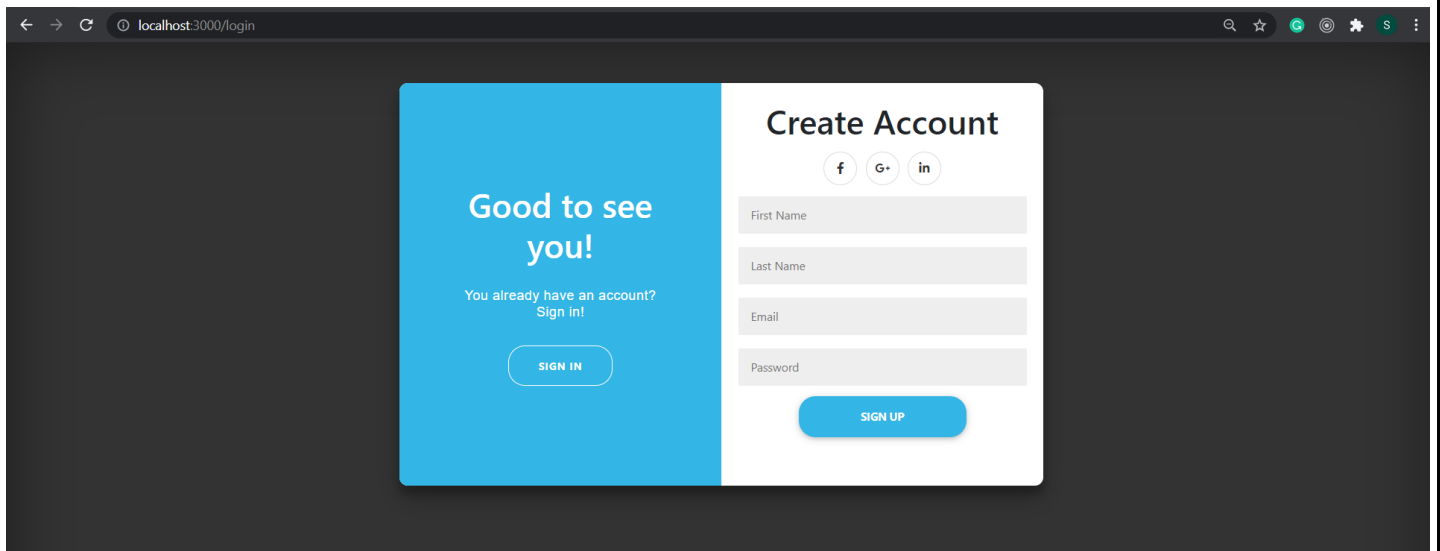 localhost:3000/login
S
Good to see
you!
You already have an account?
Sign in!
SIGN IN
Create Account
f
G+
in
First Name
Last Name
Email
Password
SIGN UP